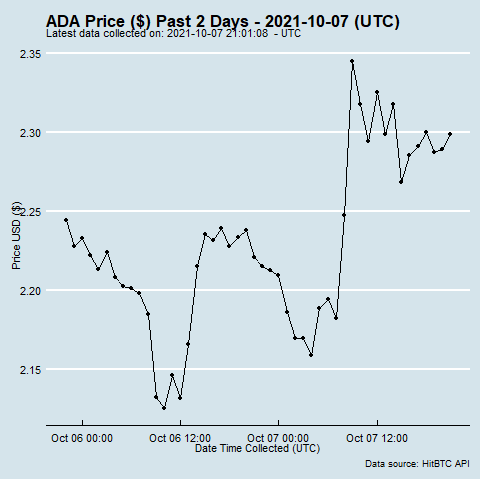 ADA Price ($) Past 2 Days - 2021-10-07 (UTC)
Latest data collected on: 2021-10-07 21:01:08 - UTC
2.35
2.30
2.25
2.20
2.15
Price USD ($)
Oct 06 00:00 Oct 06 12:00 Oct 07 00:00 Oct 07 12:00
Date Time Collected (UTC)
Data source: HitBTC API